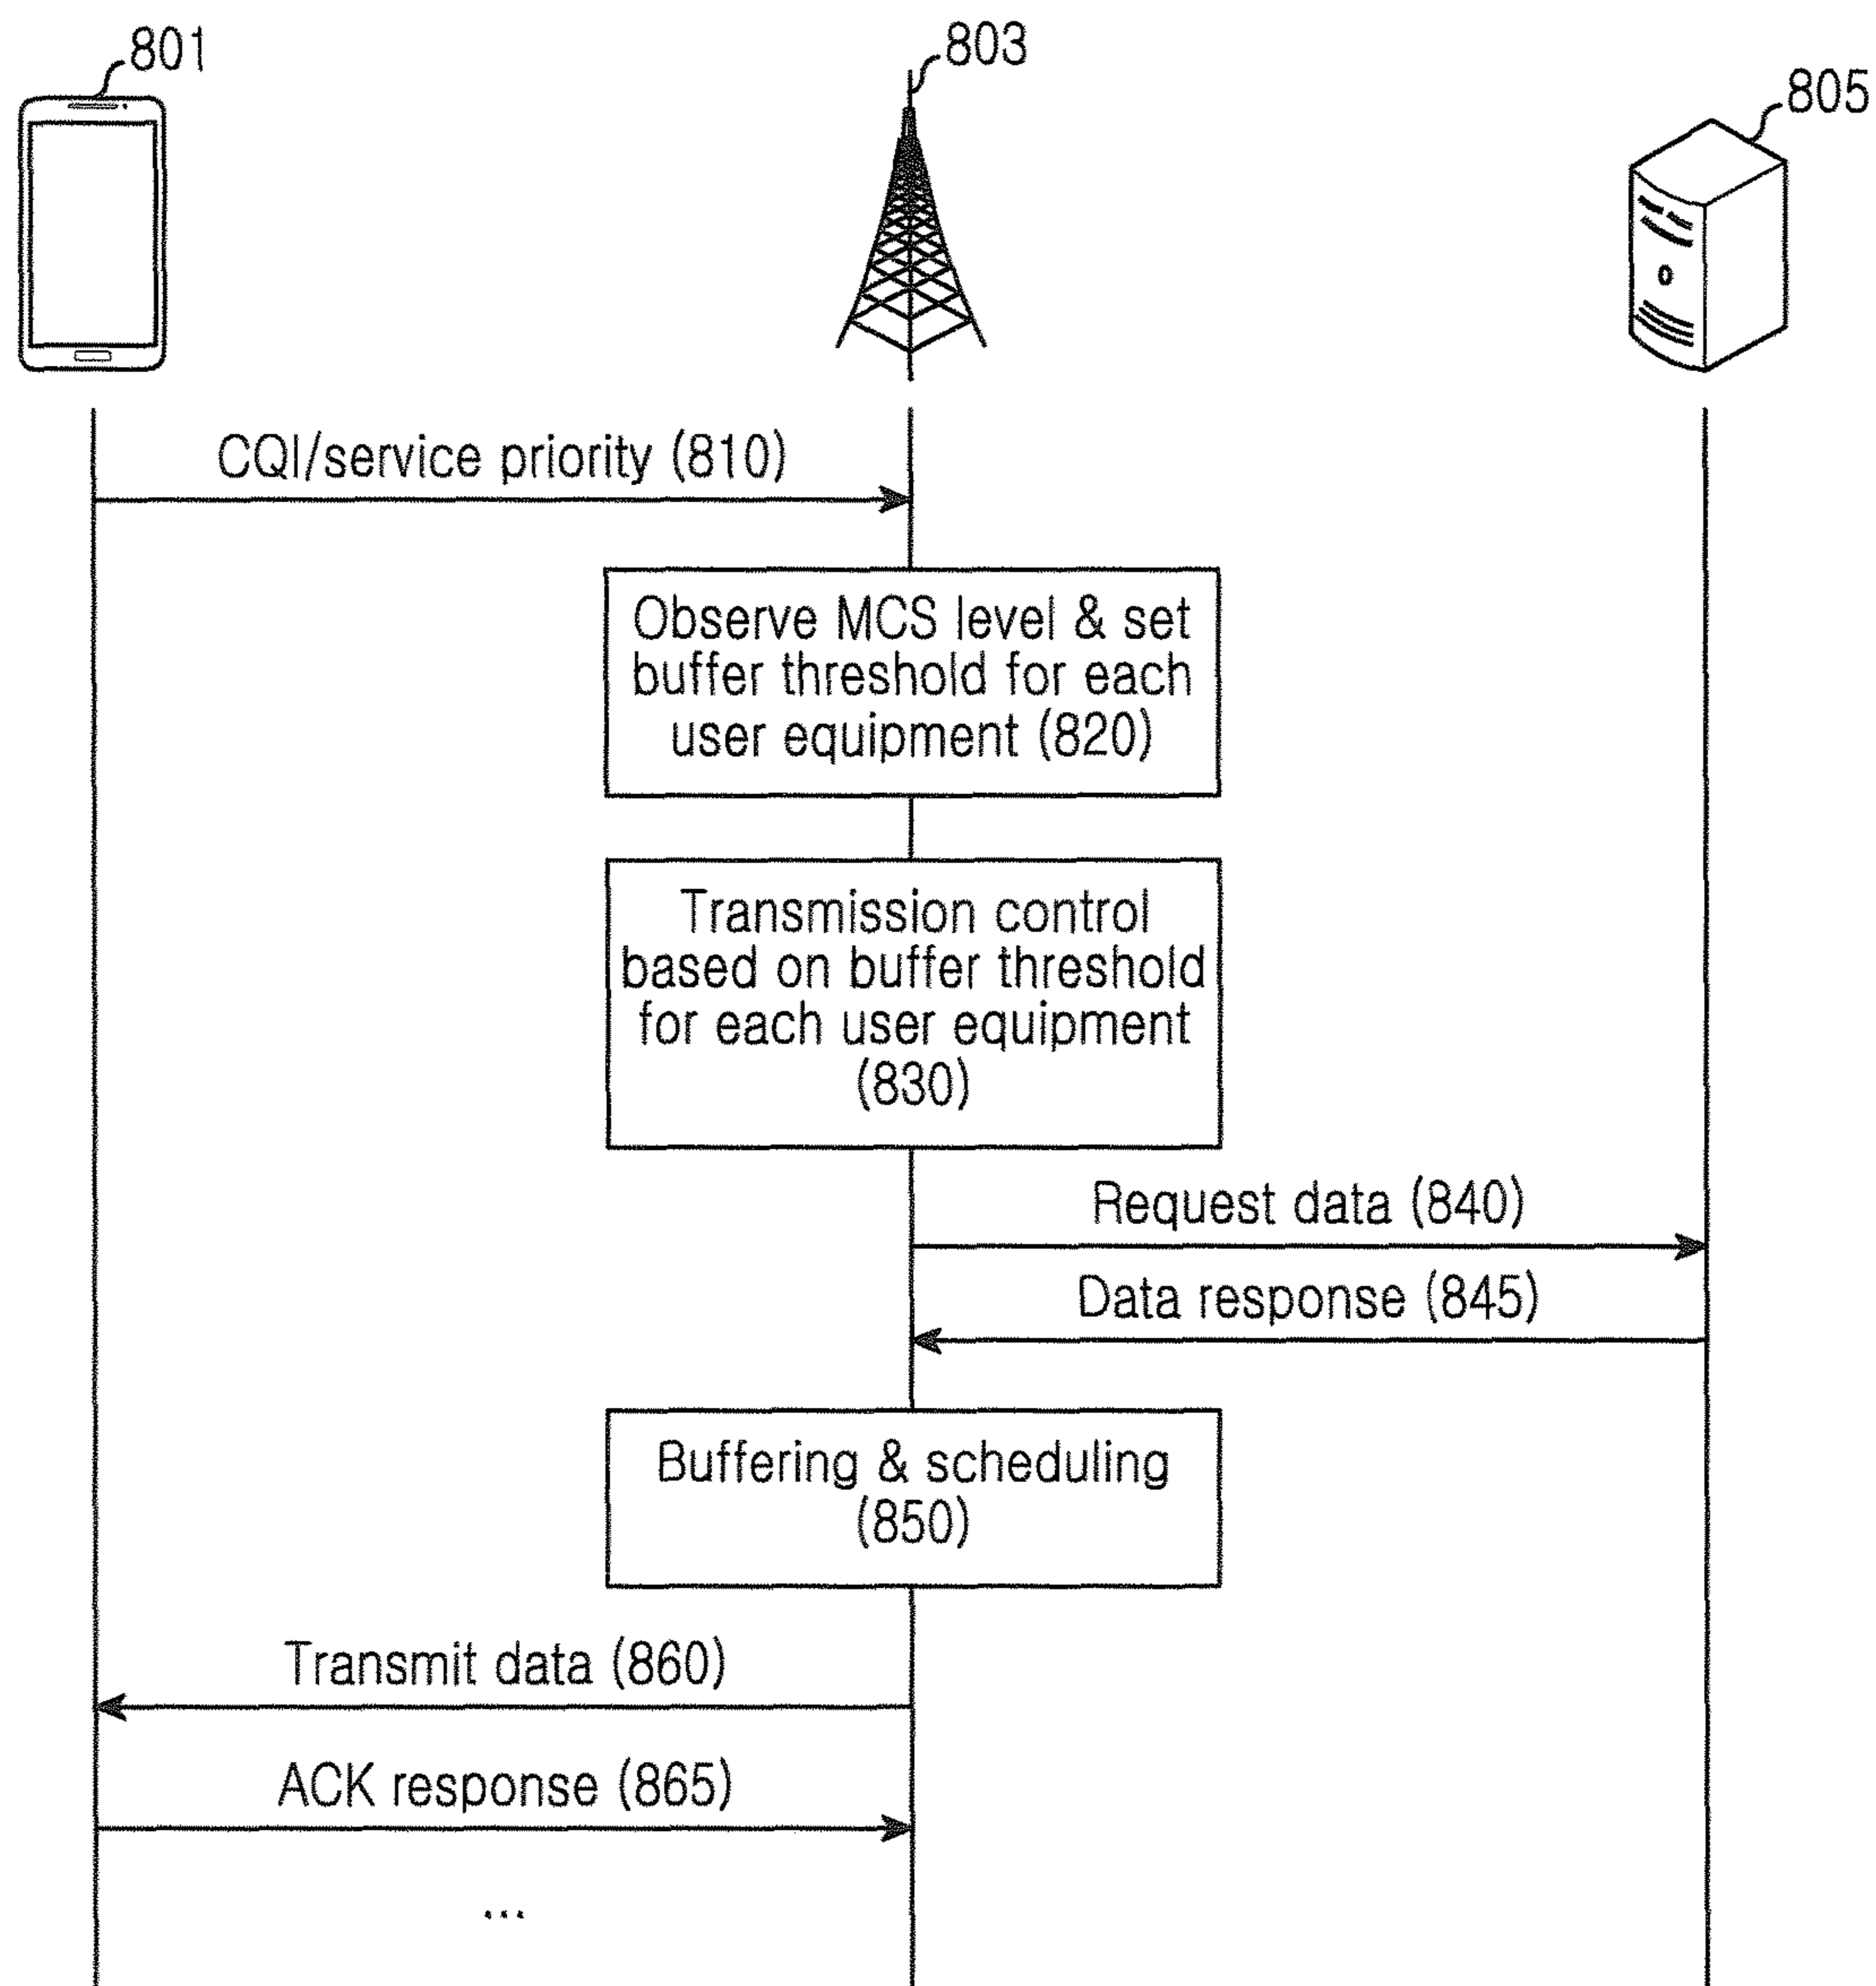 801
803
805
CQI/service priority (810)
Observe MCS level & set
buffer threshold for each
user equipment (820)
Transmission control
based on buffer threshold
for each user equipment
(830)
Request data (840)
Data response (845)
Buffering & scheduling
(850)
Transmit data (860)
ACK response (865)
...